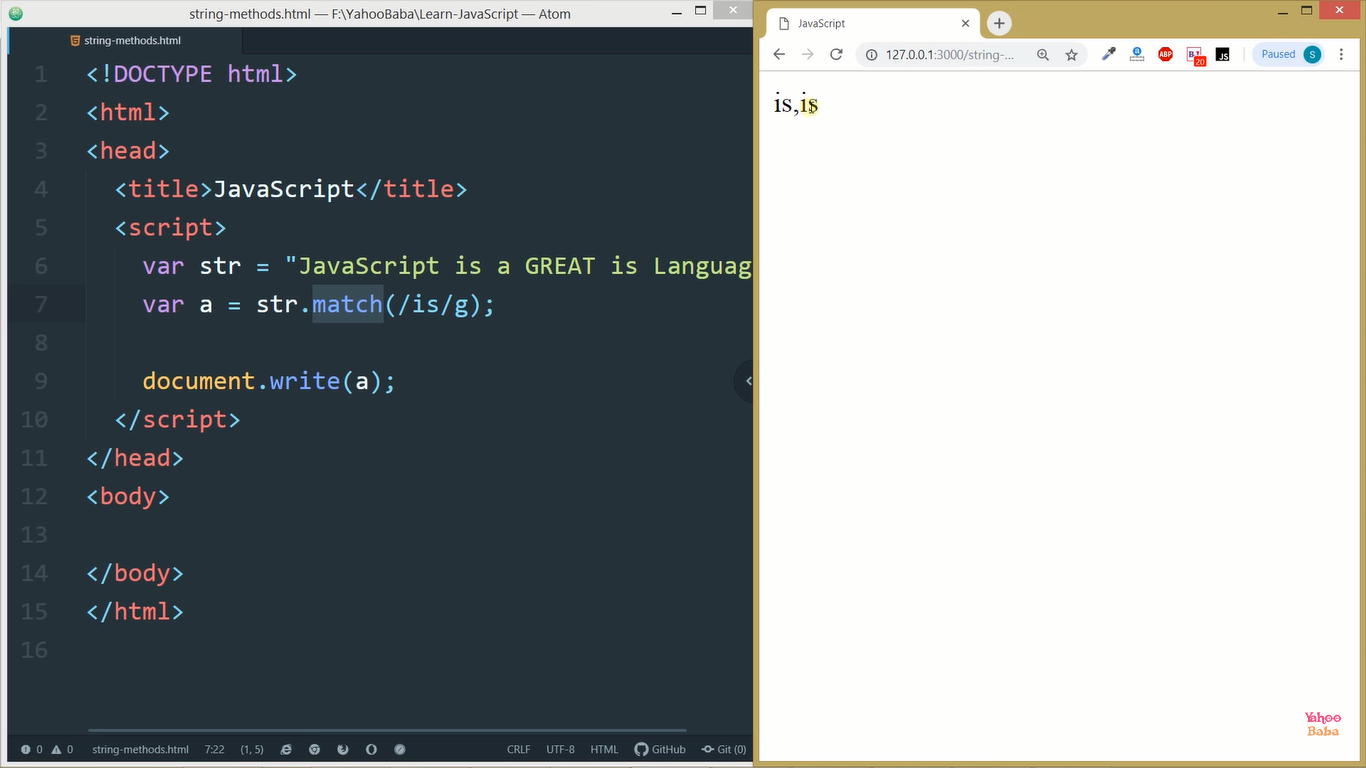 string-methods.html — F:\YahooBaba\Learn-JavaScript — Atom
string-methods.html
1 <!DOCTYPE html>
2 <html>
3 <head>
4 <title>JavaScript</title>
5 <script>
6 var str = "JavaScript is a GREAT is Languag
7 var a = str.match(/is/g);
8
9 document.write(a);
10 </script>
11 </head>
12 <body>
13
14 </body>
15 </html>
16
0 0 string-methods.html 7:22 (1, 5) CRLF UTF-8 HTML GitHub Git (0)
JavaScript
127.0.0.1:3000/string-... ABP 20 JS Paused S
is,is
Yahoo
Baba